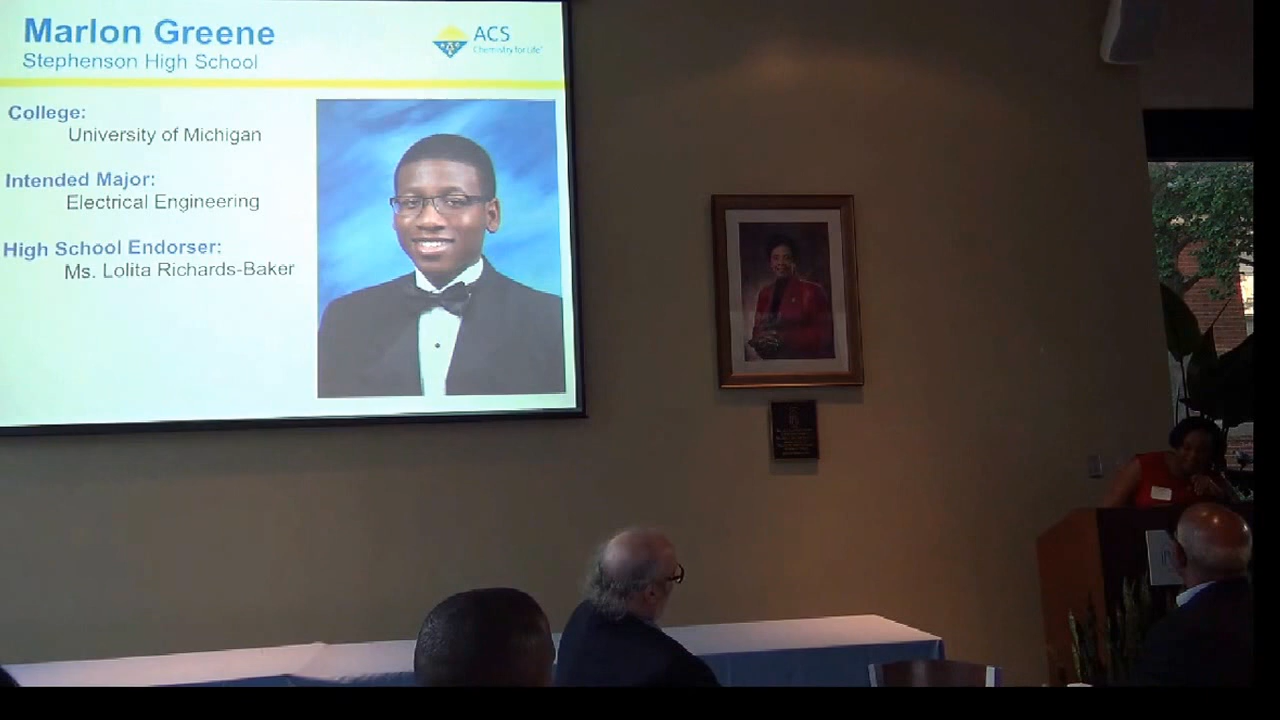 Marlon Greene
Stephenson High School
ACS
Chemistry for Life
College:
University of Michigan
Intended Major:
Electrical Engineering
High School Endorser:
Ms. Lolita Richards-Baker